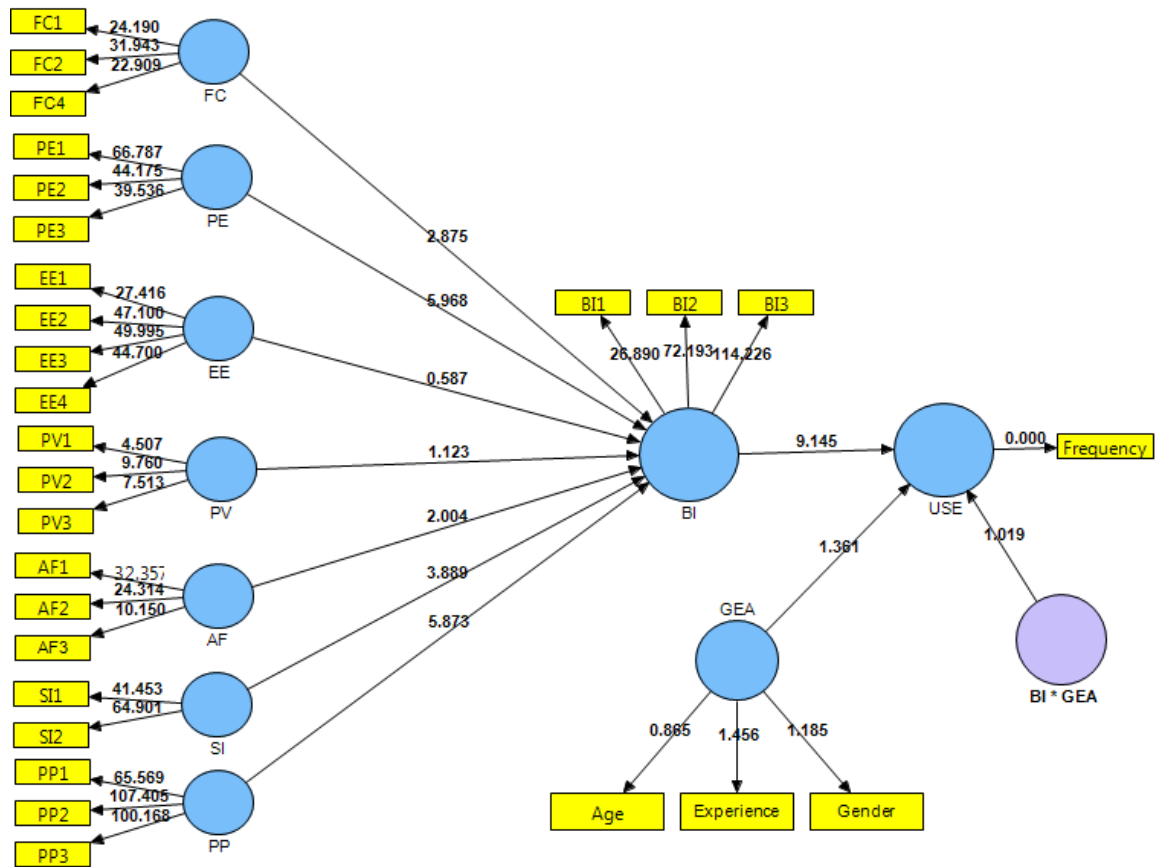 FC1
24.190
31.943
FC2
22.909
FC4
FC
PE1
66.787
44.175
PE2
39.536
PE3
PE
2.875
5.968
EE1
27.416
EE2
47.100
49.995
EE3
44.700
EE4
EE
0.587
BI1
BI2
BI3
26.890
72.193
114.226
PV1
4.507
9.760
PV2
7.513
PV3
PV
1.123
BI
9.145
USE
0.000
Frequency
AF1
32.357
24.314
AF2
10.150
AF3
AF
2.004
3.889
5.873
1.361
1.019
GEA
BI * GEA
SI1
41.453
64.901
SI2
SI
0.865
1.456
1.185
PP1
65.569
107.405
PP2
100.168
PP3
PP
Age
Experience
Gender